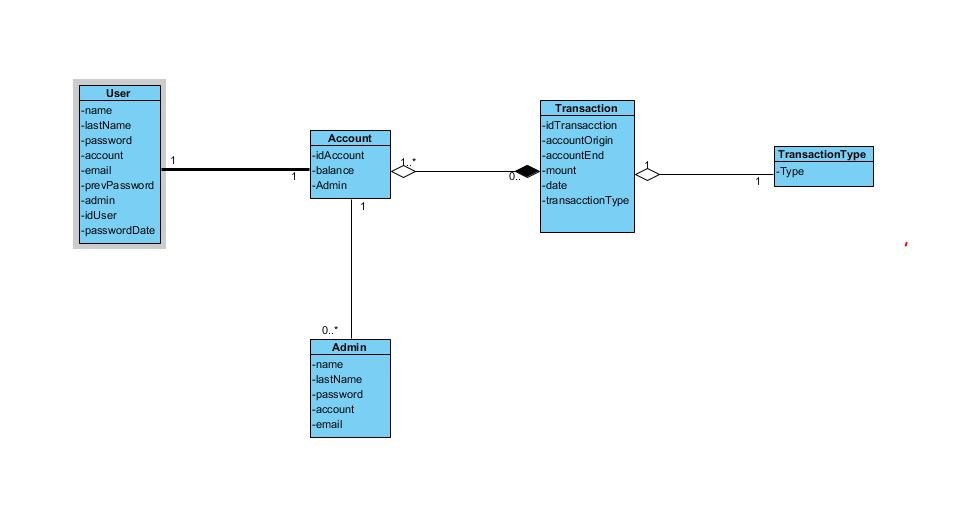 User
-name
-lastName
-password
-account
-email
-prevPassword
-admin
-idUser
-passwordDate
1
1
Account
-idAccount
-balance
-Admin
1..*
0..
1
Transaction
-idTransacction
-accountOrigin
-accountEnd
-mount
-date
-transacctionType
1
1
TransactionType
-Type
0..*
Admin
-name
-lastName
-password
-account
-email